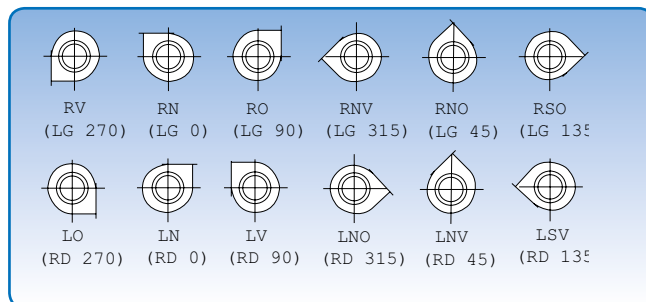 RV RN RO RNV RNO RSO
(LG 270) (LG 0) (LG 90) (LG 315) (LG 45) (LG 135
LO LN LV LNO LNV LSV
(RD 270) (RD 0) (RD 90) (RD 315) (RD 45) (RD 135